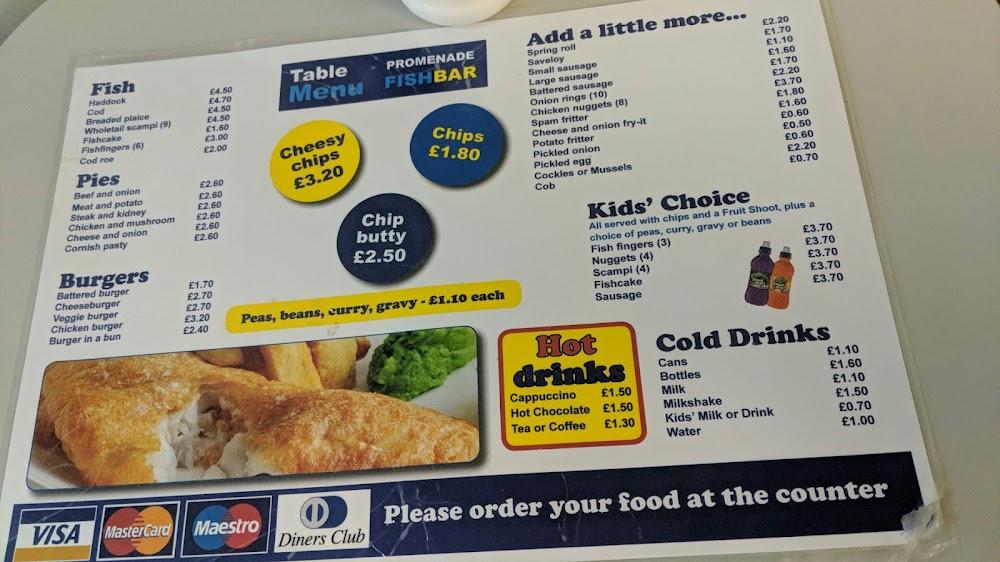 Table Menu
PROMENADE
FISHBAR
Fish
Haddock £4.50
Cod £4.70
Breaded plaice £4.50
Wholetail scampi (9) £4.50
Fishcake £1.60
Fishfingers (6) £3.00
Cod roe £2.00
Pies
Beef and onion £2.60
Meat and potato £2.60
Steak and kidney £2.60
Chicken and mushroom £2.60
Cheese and onion £2.60
Cornish pasty £2.60
Burgers
Battered burger £1.70
Cheeseburger £2.70
Veggie burger £2.70
Chicken burger £3.20
Burger in a bun £2.40
Cheesy
chips
£3.20
Chips
£1.80
Chip
butty
£2.50
Peas, beans, curry, gravy - £1.10 each
Add a little more...
Spring roll £2.20
Saveloy £1.70
Small sausage £1.10
Large sausage £1.60
Battered sausage £1.70
Onion rings (10) £2.20
Chicken nuggets (8) £3.70
Spam fritter £1.80
Cheese and onion fry-it £1.60
Potato fritter £0.60
Pickled onion £0.50
Pickled egg £0.60
Cockles or Mussels £2.20
Cob £0.70
Kids' Choice
All served with chips and a Fruit Shoot, plus a
choice of peas, curry, gravy or beans
Fish fingers (3) £3.70
Nuggets (4) £3.70
Scampi (4) £3.70
Fishcake £3.70
Sausage £3.70
Hot
drinks
Cappuccino £1.50
Hot Chocolate £1.50
Tea or Coffee £1.30
Cold Drinks
Cans £1.10
Bottles £1.60
Milk £1.10
Milkshake £1.50
Kids' Milk or Drink £0.70
Water £1.00
VISA
MasterCard
Maestro
Diners Club
Please order your food at the counter